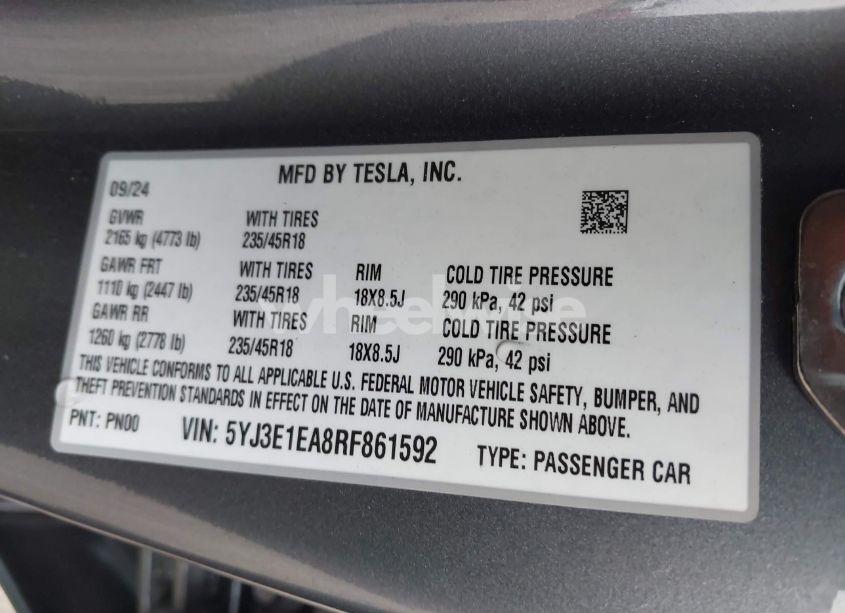 MFD BY TESLA, INC.
09/24
GVWR WITH TIRES
2165 kg (4773 lb) 235/45R18
GAWR FRT WITH TIRES RIM COLD TIRE PRESSURE
1110 kg (2447 lb) 235/45R18 18X8.5J 290 kPa, 42 psi
GAWR RR WITH TIRES RIM COLD TIRE PRESSURE
1260 kg (2778 lb) 235/45R18 18X8.5J 290 kPa, 42 psi
THIS VEHICLE CONFORMS TO ALL APPLICABLE U.S. FEDERAL MOTOR VEHICLE SAFETY, BUMPER, AND
THEFT PREVENTION STANDARDS IN EFFECT ON THE DATE OF MANUFACTURE SHOWN ABOVE.
PNT: PN00 VIN: 5YJ3E1EA8RF861592 TYPE: PASSENGER CAR